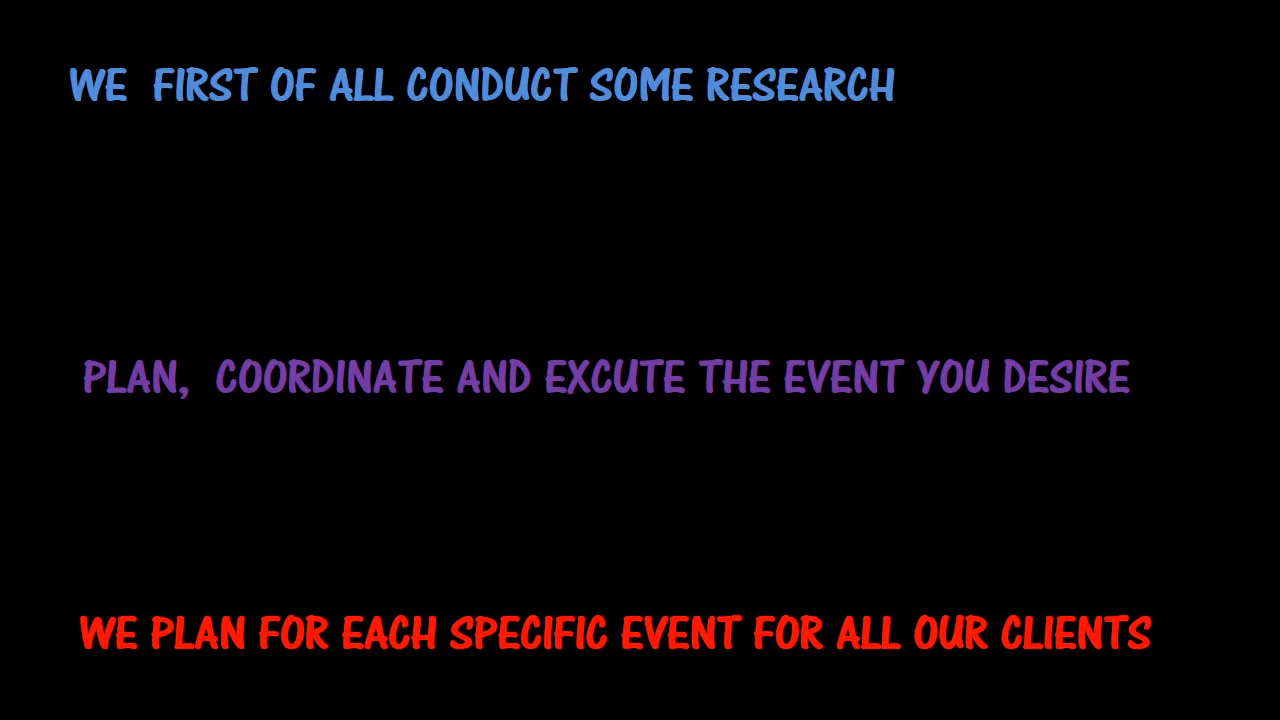 WE  FIRST OF ALL CONDUCT SOME RESEARCH
PLAN,  COORDINATE AND EXCUTE THE EVENT YOU DESIRE
WE PLAN FOR EACH SPECIFIC EVENT FOR ALL OUR CLIENTS